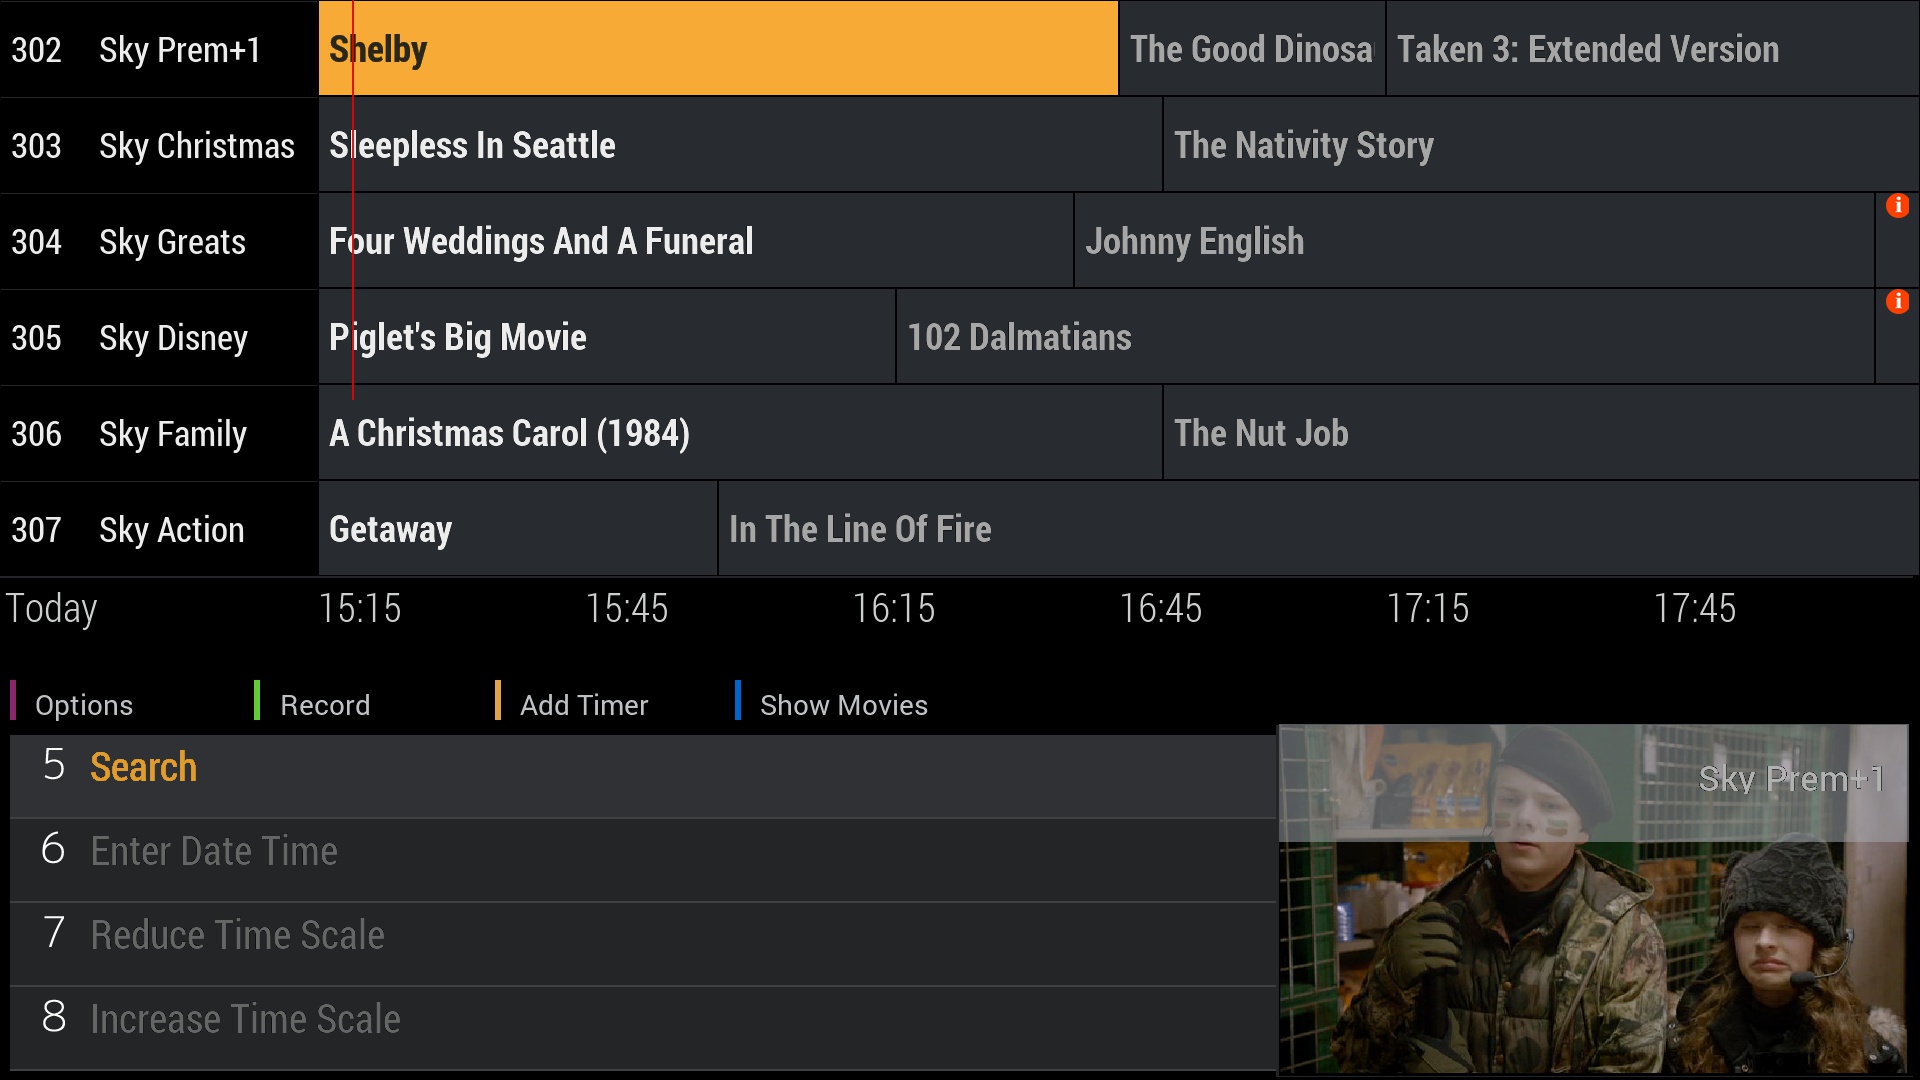 302 Sky Prem+1 Shelby The Good Dinosa Taken 3: Extended Version
303 Sky Christmas Sleepless In Seattle The Nativity Story
304 Sky Greats Four Weddings And A Funeral Johnny English i
305 Sky Disney Piglet's Big Movie 102 Dalmatians i
306 Sky Family A Christmas Carol (1984) The Nut Job
307 Sky Action Getaway In The Line Of Fire
Today 15:15 15:45 16:15 16:45 17:15 17:45
Options Record Add Timer Show Movies
5 Search
Sky Prem+1
6 Enter Date Time
7 Reduce Time Scale
8 Increase Time Scale